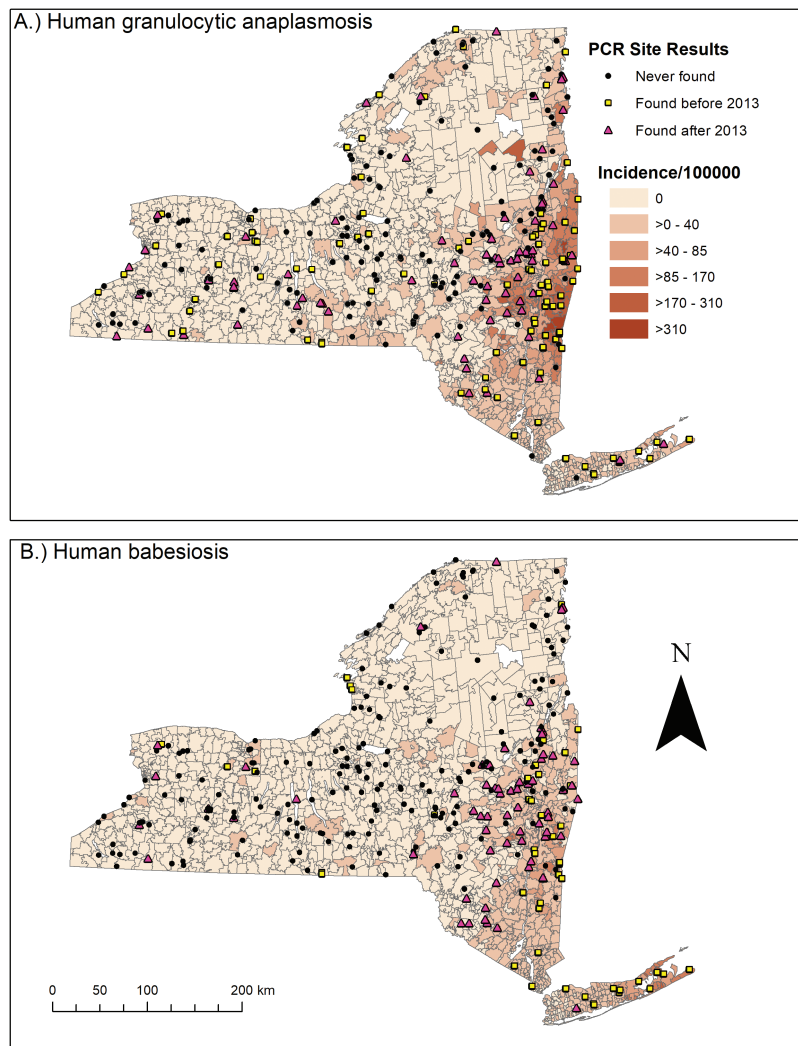 A.) Human granulocytic anaplasmosis
PCR Site Results
Never found
Found before 2013
Found after 2013
Incidence/100000
0
>0 - 40
>40 - 85
>85 - 170
>170 - 310
>310
B.) Human babesiosis
N
0 50 100 200 km